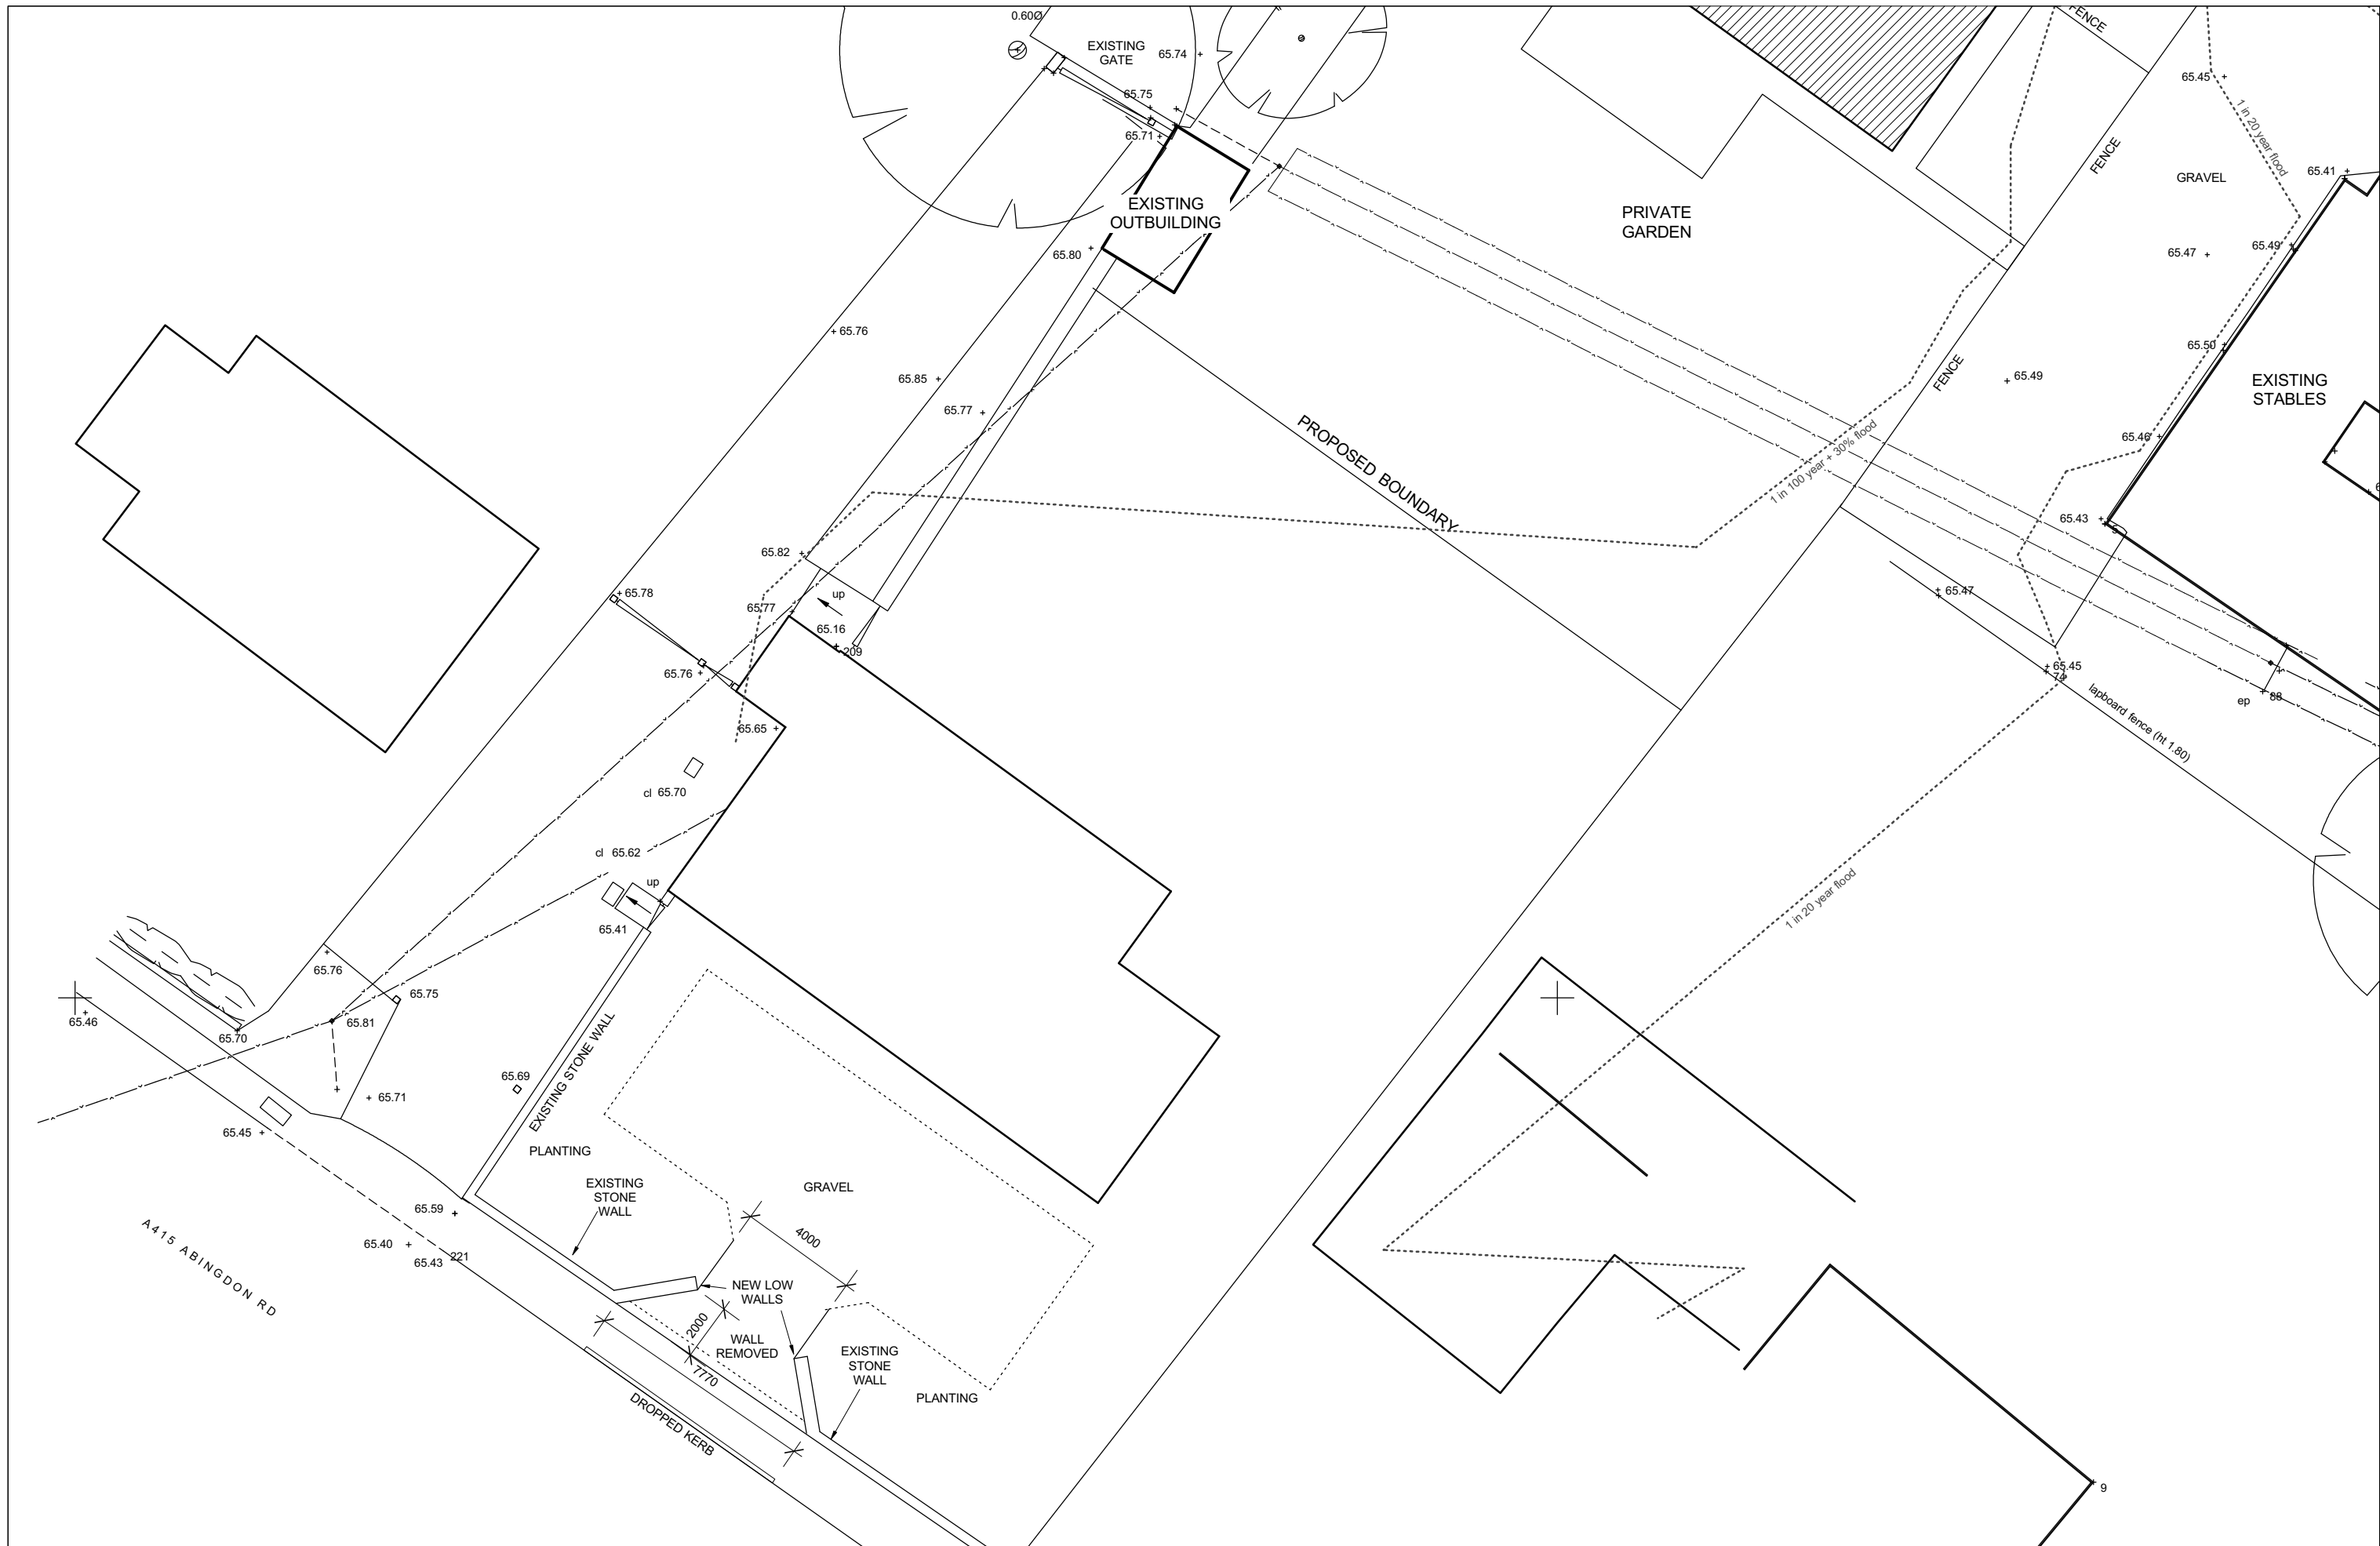 0.60Ø
EXISTING
GATE
65.74
65.75
65.71
EXISTING
OUTBUILDING
65.80
PRIVATE
GARDEN
FENCE
FENCE
FENCE
65.45
1 in 20 year flood
GRAVEL
65.41
65.47
65.49
65.50
65.49
EXISTING
STABLES
65.46
65.43
65.76
65.85
65.77
PROPOSED BOUNDARY
1 in 100 year + 30% flood
65.82
65.78
65.77
up
65.16
209
65.76
65.65
65.47
65.45
74
lapboard fence (ht 1.80)
ep
88
cl 65.70
cl 65.62
up
65.41
1 in 20 year flood
65.76
65.75
65.81
65.46
65.70
65.71
65.45
65.69
EXISTING STONE WALL
PLANTING
EXISTING
STONE
WALL
GRAVEL
4000
65.59
65.40
65.43
221
A415 ABINGDON RD
NEW LOW
WALLS
2000
WALL
REMOVED
7770
EXISTING
STONE
WALL
PLANTING
DROPPED KERB
9